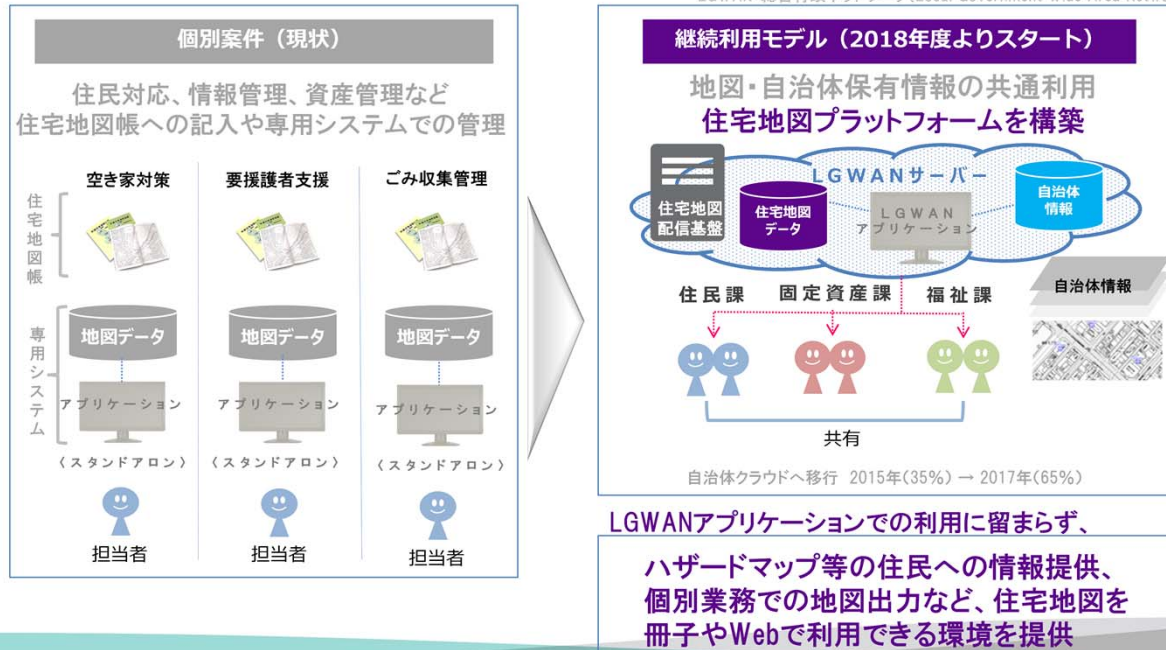 個別案件（現状）
住民対応、情報管理、資産管理など
住宅地図帳への記入や専用システムでの管理
空き家対策
要援護者支援
ごみ収集管理
住宅地図帳
専用システム
地図データ
地図データ
地図データ
アプリケーション
アプリケーション
アプリケーション
〈スタンドアロン〉
〈スタンドアロン〉
〈スタンドアロン〉
担当者
担当者
担当者
継続利用モデル（2018年度よりスタート）
地図・自治体保有情報の共通利用
住宅地図プラットフォームを構築
LGWANサーバー
住宅地図
配信基盤
住宅地図
データ
LGWAN
アプリケーション
自治体
情報
住民課
固定資産課
福祉課
自治体情報
共有
自治体クラウドへ移行 2015年(35%) → 2017年(65%)
LGWANアプリケーションでの利用に留まらず、
ハザードマップ等の住民への情報提供、
個別業務での地図出力など、住宅地図を
冊子やWebで利用できる環境を提供